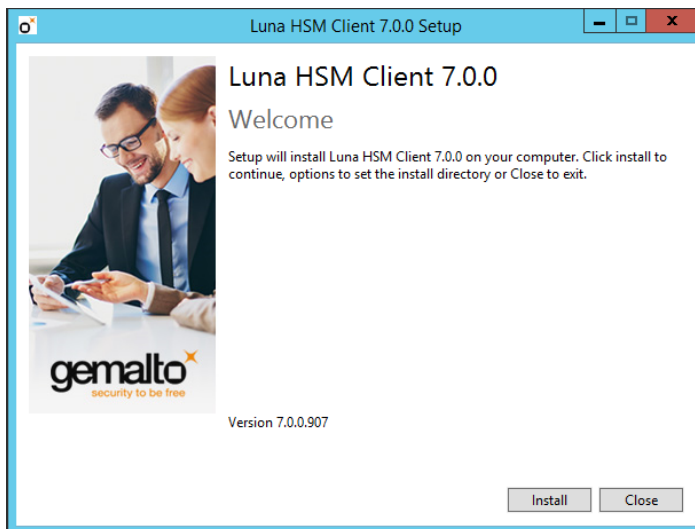 Luna HSM Client 7.0.0 Setup
Luna HSM Client 7.0.0
Welcome
Setup will install Luna HSM Client 7.0.0 on your computer. Click install to
continue, options to set the install directory or Close to exit.
gemalto
security to be free
Version 7.0.0.907
Install
Close